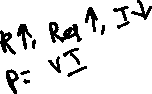 R↑, Req ↑, I↓
P= VI